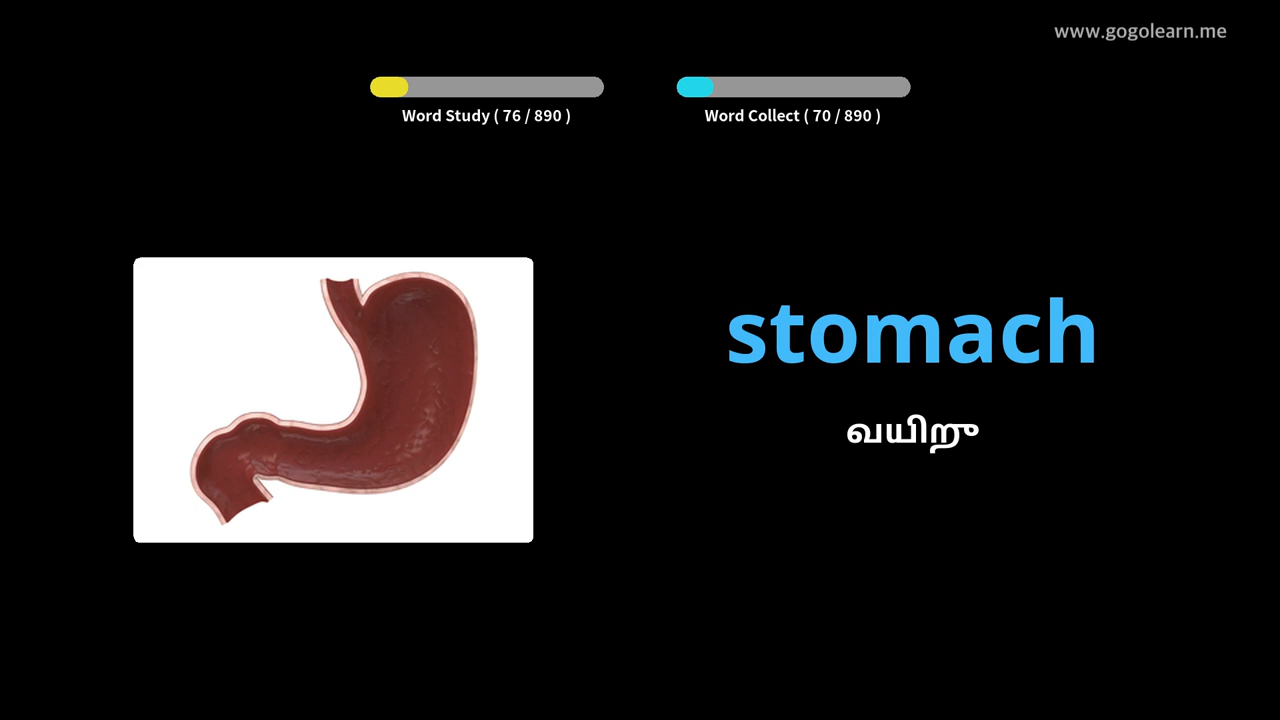 www.gogolearn.me
Word Study ( 76 / 890 )
Word Collect ( 70 / 890 )
stomach
வயிறு